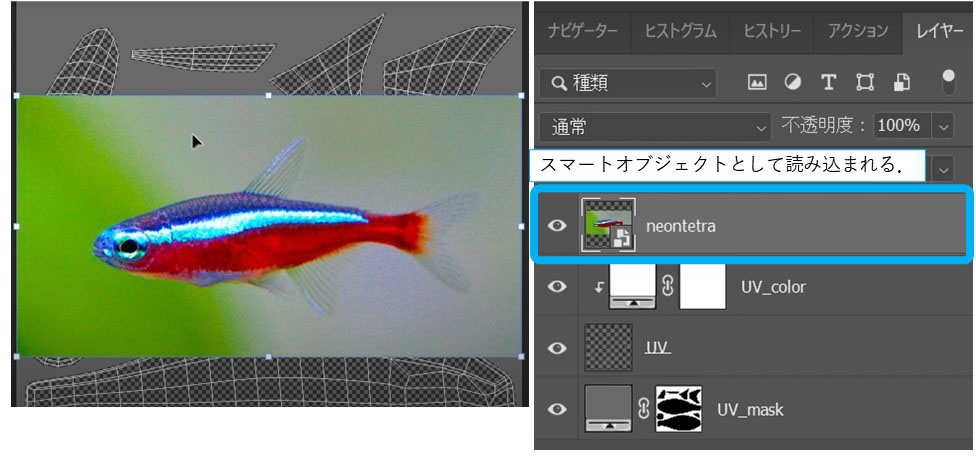 ナビゲーター ヒストグラム ヒストリー アクション レイヤー
種類
通常 不透明度： 100%
スマートオブジェクトとして読み込まれる．
neontetra
UV_color
UV
UV_mask